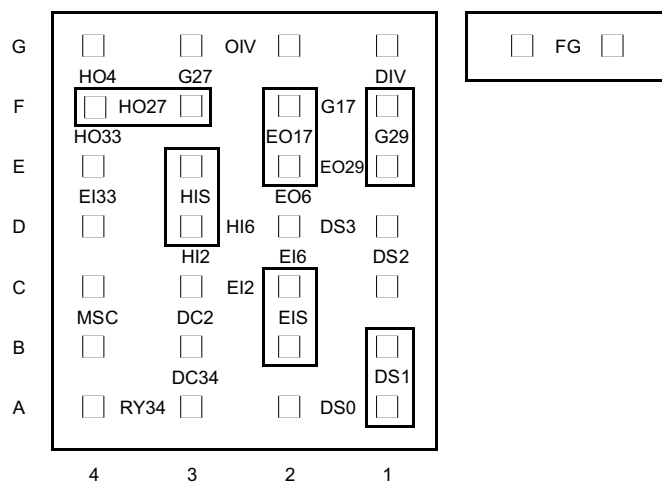 G OIV FG
HO4 G27 DIV
F HO27 G17
HO33 EO17 G29
E EO29
EI33 HIS EO6
D HI6 DS3
HI2 EI6 DS2
C EI2
MSC DC2 EIS
B
DC34 DS1
A RY34 DS0
4 3 2 1